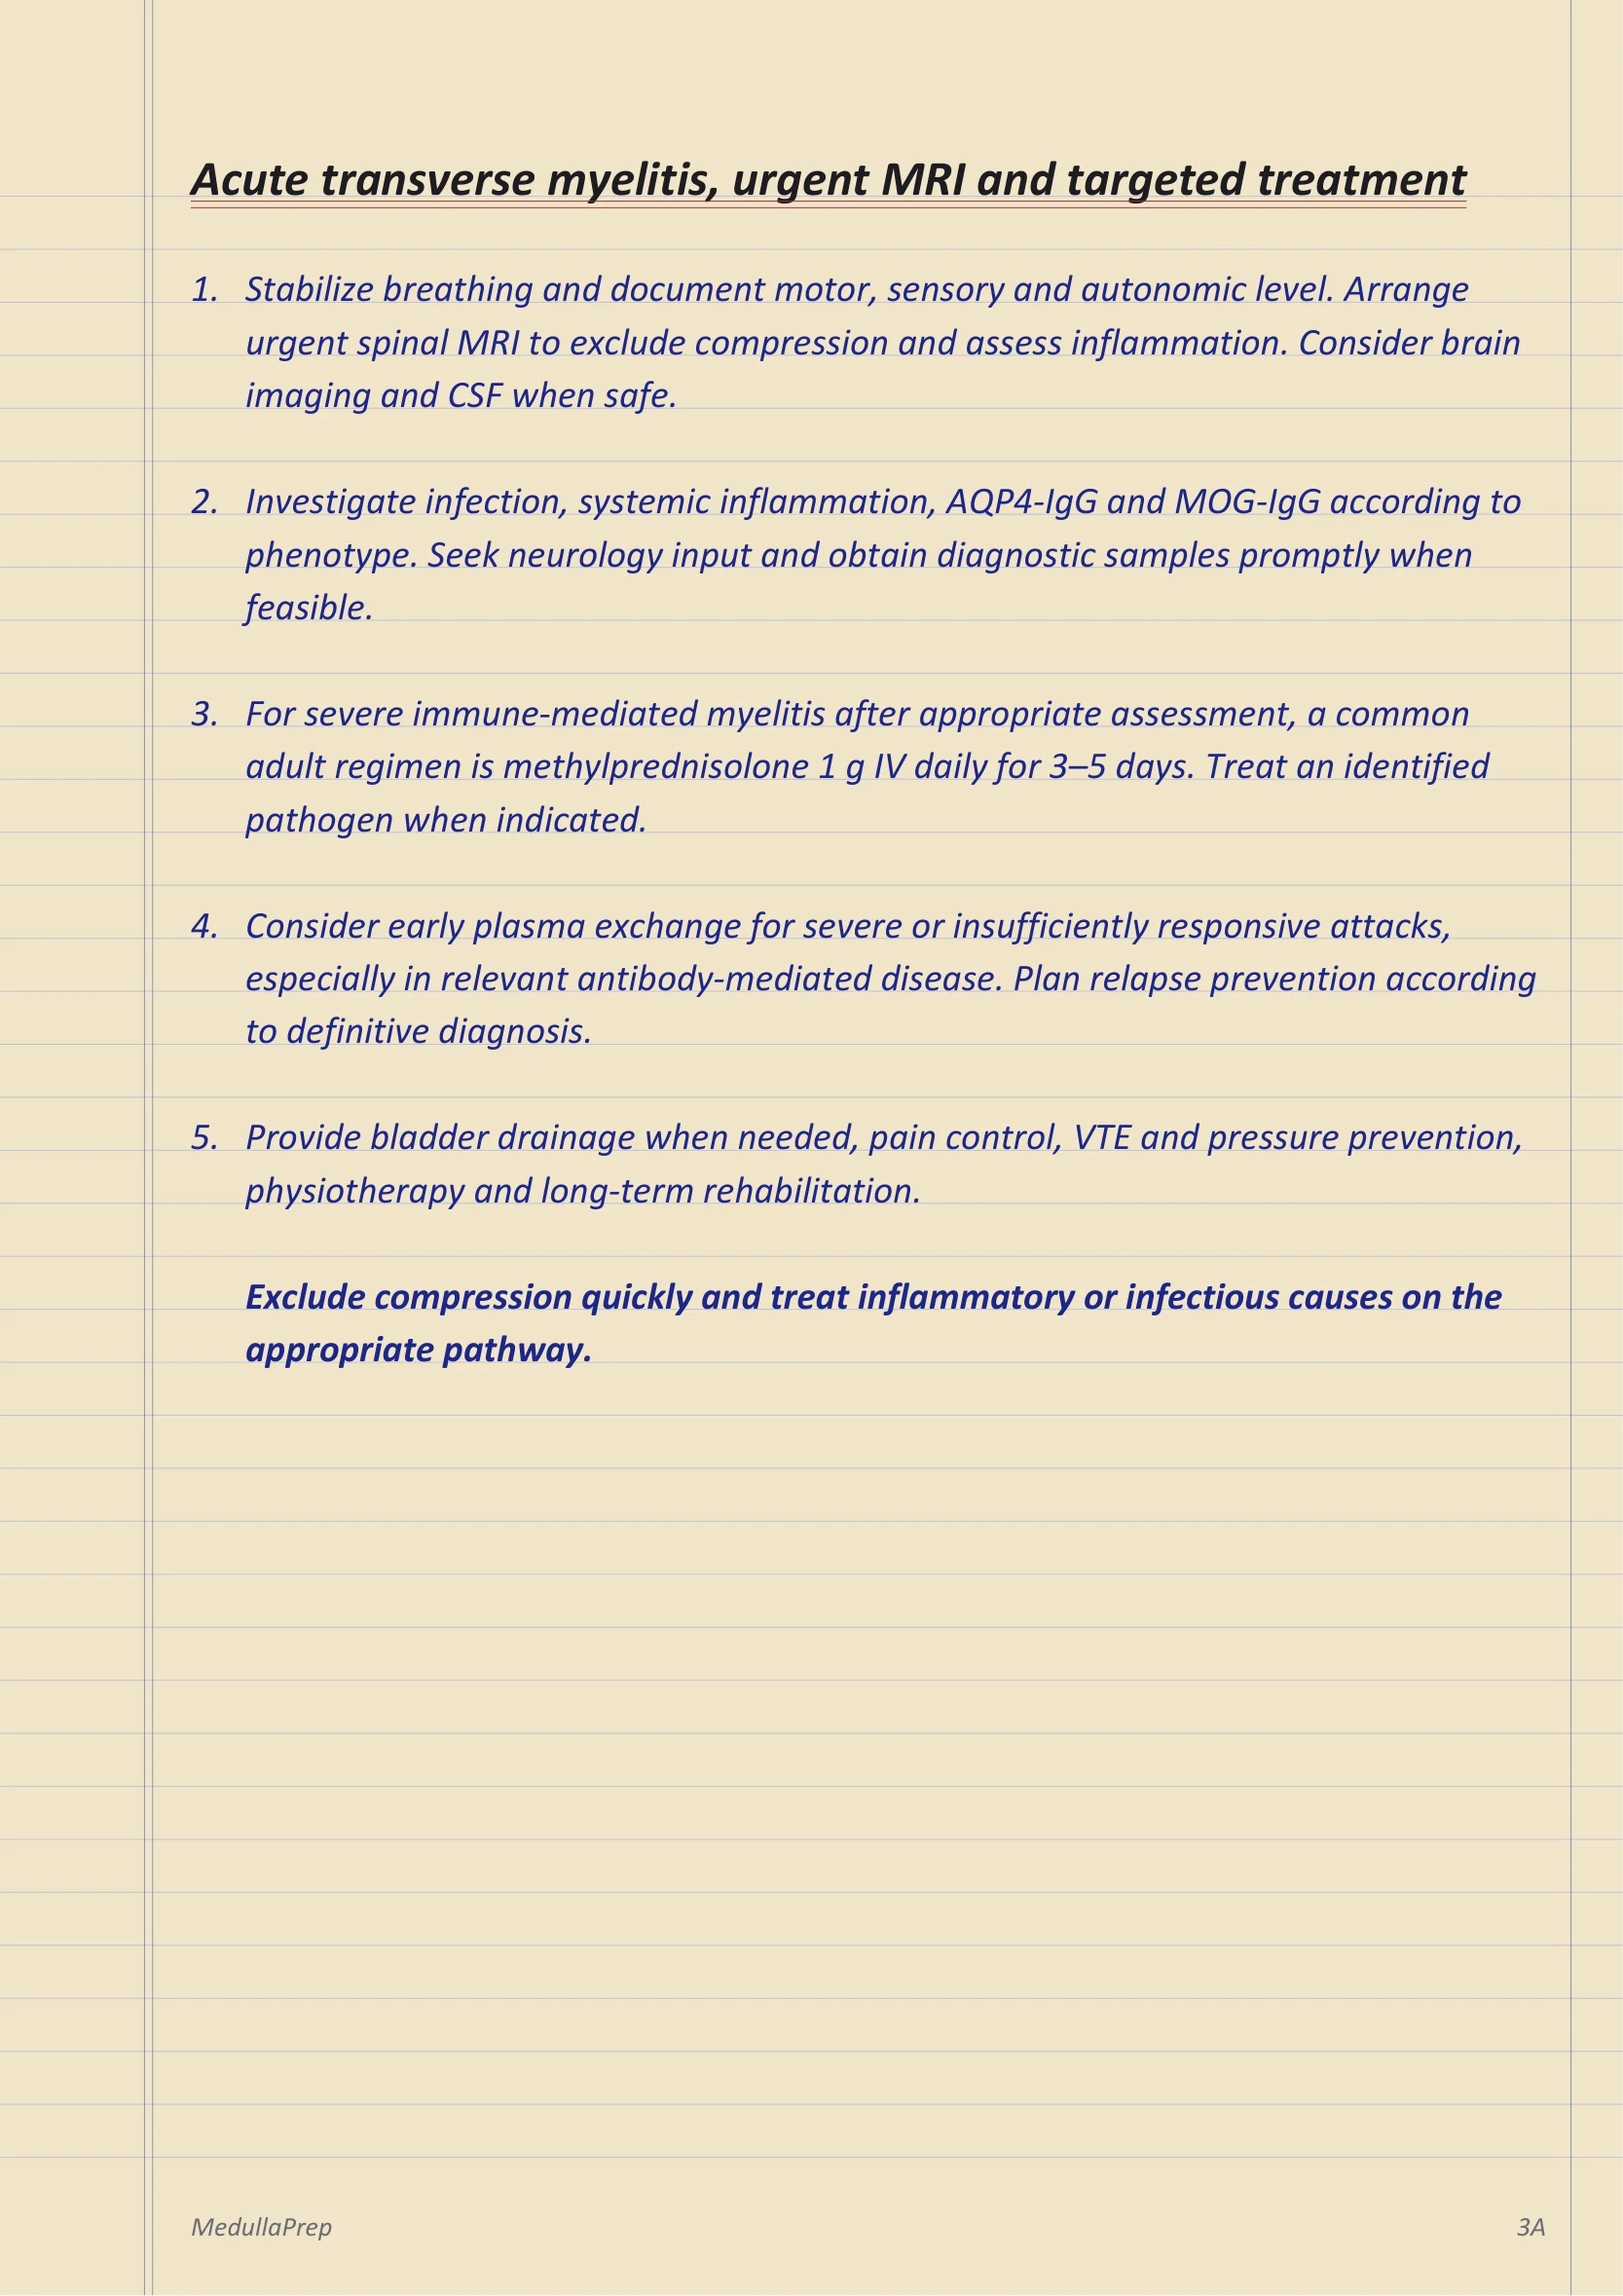 Acute transverse myelitis, urgent MRI and targeted treatment
1. Stabilize breathing and document motor, sensory and autonomic level. Arrange
urgent spinal MRI to exclude compression and assess inflammation. Consider brain
imaging and CSF when safe.
2. Investigate infection, systemic inflammation, AQP4-IgG and MOG-IgG according to
phenotype. Seek neurology input and obtain diagnostic samples promptly when
feasible.
3. For severe immune-mediated myelitis after appropriate assessment, a common
adult regimen is methylprednisolone 1 g IV daily for 3–5 days. Treat an identified
pathogen when indicated.
4. Consider early plasma exchange for severe or insufficiently responsive attacks,
especially in relevant antibody-mediated disease. Plan relapse prevention according
to definitive diagnosis.
5. Provide bladder drainage when needed, pain control, VTE and pressure prevention,
physiotherapy and long-term rehabilitation.
Exclude compression quickly and treat inflammatory or infectious causes on the
appropriate pathway.
MedullaPrep
3A